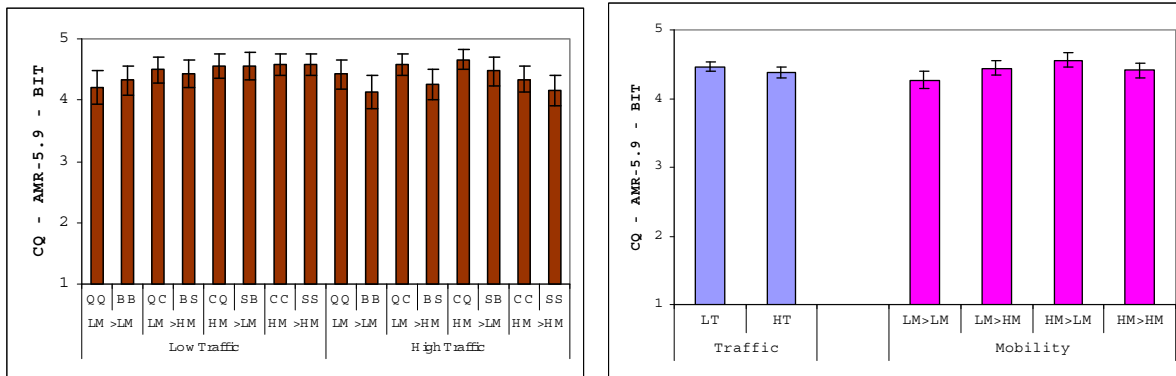 CQ - AMR-5.9 - BIT
5
4
3
2
1
QQ BB QC BS CQ SB CC SS QQ BB QC BS CQ SB CC SS
LM >LM LM >HM HM >LM HM >HM LM >LM LM >HM HM >LM HM >HM
Low Traffic High Traffic
CQ - AMR-5.9 - BIT
5
4
3
2
1
LT HT LM>LM LM>HM HM>LM HM>HM
Traffic Mobility